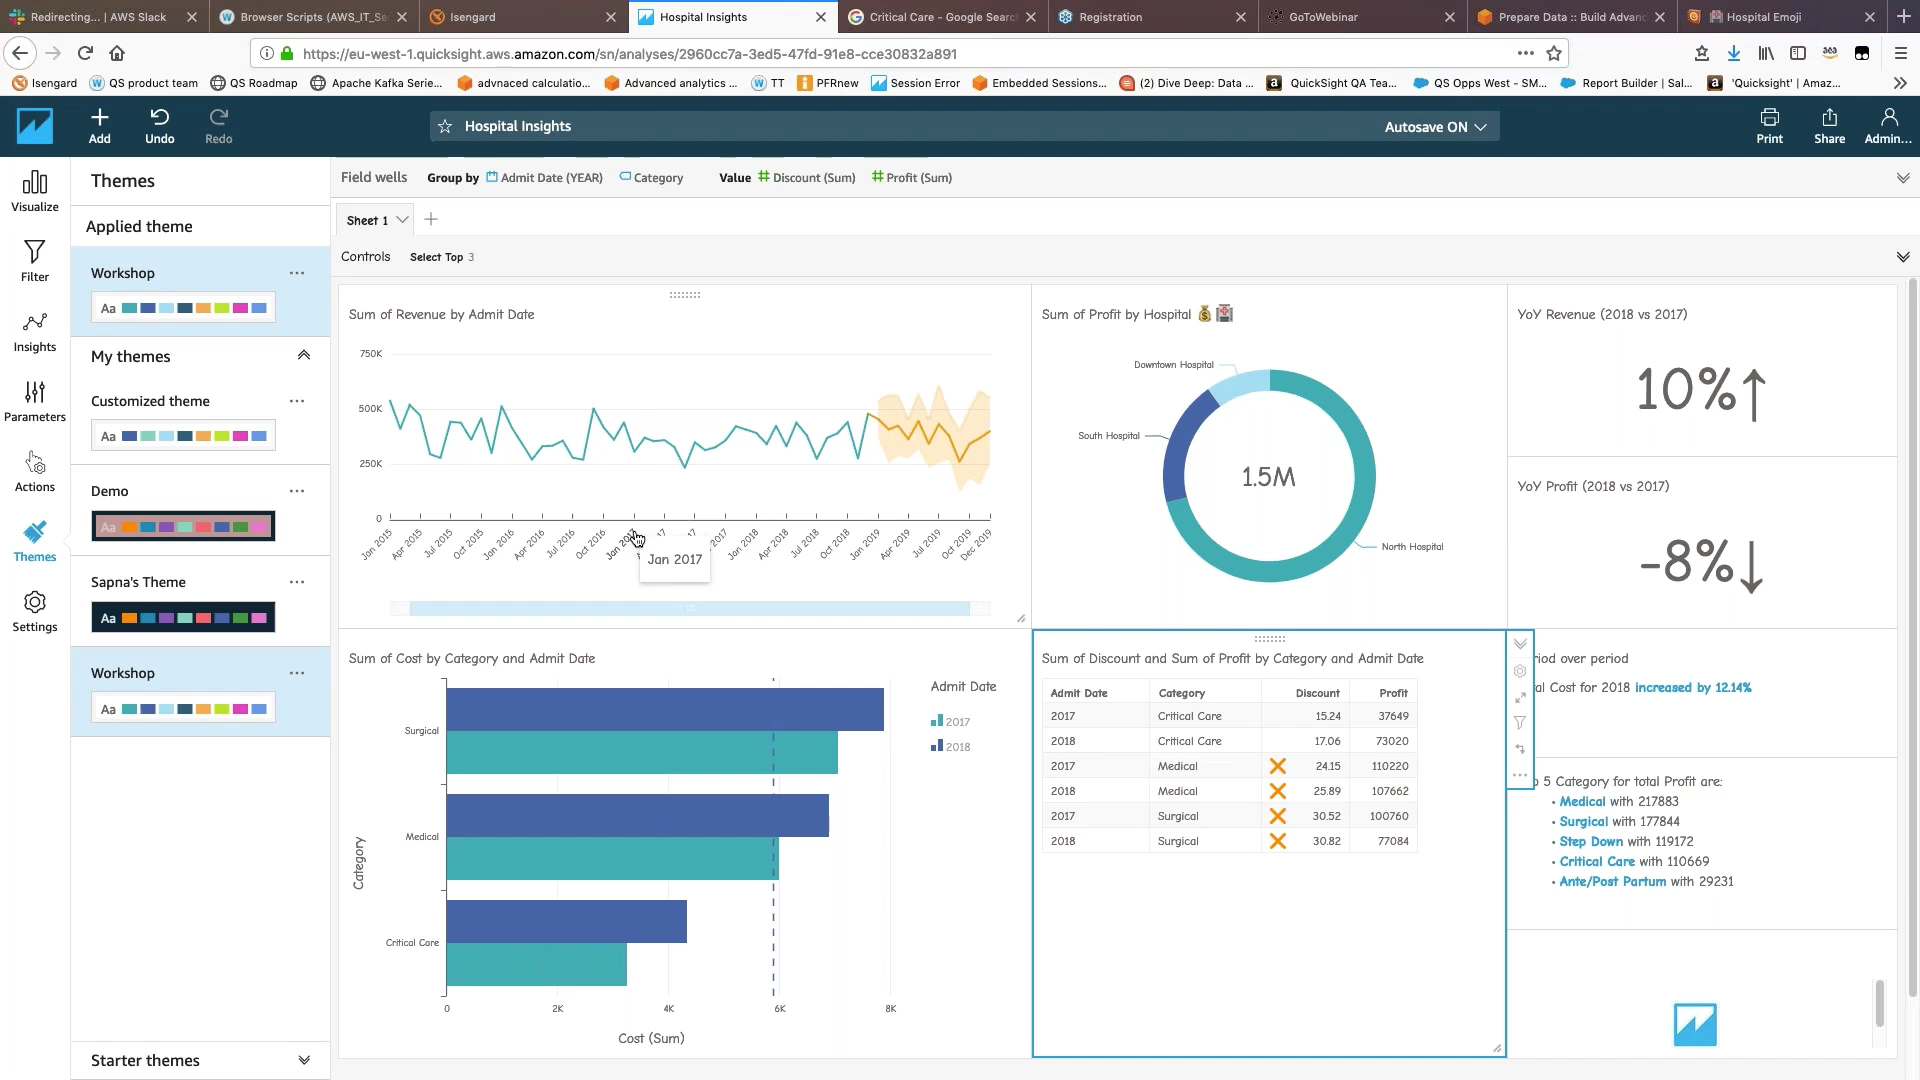 Redirecting... | AWS Slack
Browser Scripts (AWS_IT_Se
Isengard
Hospital Insights
Critical Care - Google Searc
Registration
GoToWebinar
Prepare Data :: Build Advanc
Hospital Emoji
https://eu-west-1.quicksight.aws.amazon.com/sn/analyses/2960cc7a-3ed5-47fd-91e8-cce30832a891
Isengard
QS product team
QS Roadmap
Apache Kafka Serie...
advnaced calculatio...
Advanced analytics ...
TT
PFRnew
Session Error
Embedded Sessions...
(2) Dive Deep: Data ...
QuickSight QA Tea...
QS Opps West - SM...
Report Builder | Sal...
'Quicksight' | Amaz...
Add
Undo
Redo
Hospital Insights
Autosave ON
Print
Share
Admin...
Visualize
Filter
Insights
Parameters
Actions
Themes
Settings
Themes
Applied theme
Workshop
Aa
My themes
Customized theme
Aa
Demo
Aa
Sapna's Theme
Aa
Workshop
Aa
Starter themes
Field wells
Group by Admit Date (YEAR) Category
Value Discount (Sum) Profit (Sum)
Sheet 1
Controls Select Top 3
Sum of Revenue by Admit Date
750K
500K
250K
0
Jan 2015
Apr 2015
Jul 2015
Oct 2015
Jan 2016
Apr 2016
Jul 2016
Oct 2016
Jan 2017
2017
Jan 2018
Apr 2018
Jul 2018
Oct 2018
Jan 2019
Apr 2019
Jul 2019
Oct 2019
Dec 2019
Jan 2017
Sum of Profit by Hospital
Downtown Hospital
South Hospital
1.5M
North Hospital
YoY Revenue (2018 vs 2017)
10%↑
YoY Profit (2018 vs 2017)
-8%↓
Sum of Cost by Category and Admit Date
Category
Surgical
Medical
Critical Care
0
2K
4K
6K
8K
Cost (Sum)
Admit Date
2017
2018
Sum of Discount and Sum of Profit by Category and Admit Date
Admit Date Category Discount Profit
2017 Critical Care 15.24 37649
2018 Critical Care 17.06 73020
2017 Medical 24.15 110220
2018 Medical 25.89 107662
2017 Surgical 30.52 100760
2018 Surgical 30.82 77084
iod over period
al Cost for 2018 increased by 12.14%
5 Category for total Profit are:
• Medical with 217883
• Surgical with 177844
• Step Down with 119172
• Critical Care with 110669
• Ante/Post Partum with 29231